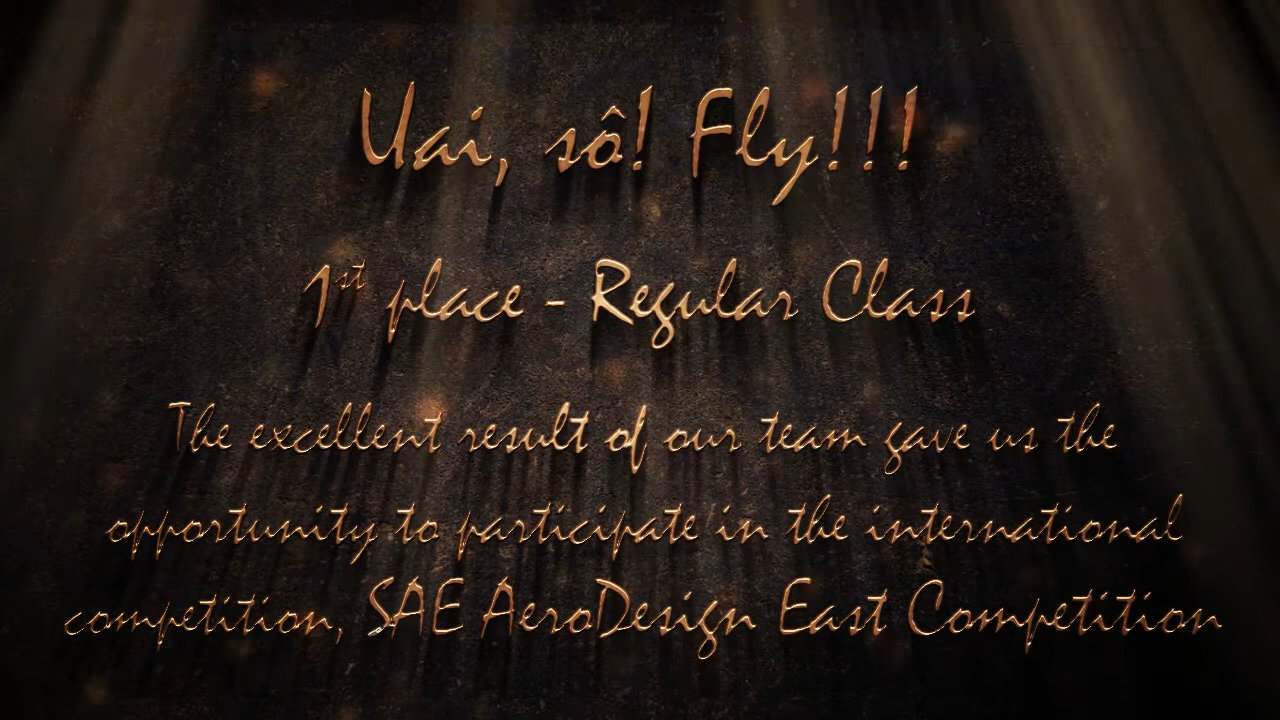 Uai, sô! Fly!!!
1st place - Regular Class
The excellent result of our team gave us the
opportunity to participate in the international
competition, SAE AeroDesign East Competition